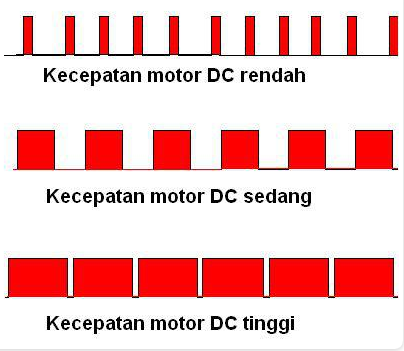 Kecepatan motor DC rendah
Kecepatan motor DC sedang
Kecepatan motor DC tinggi